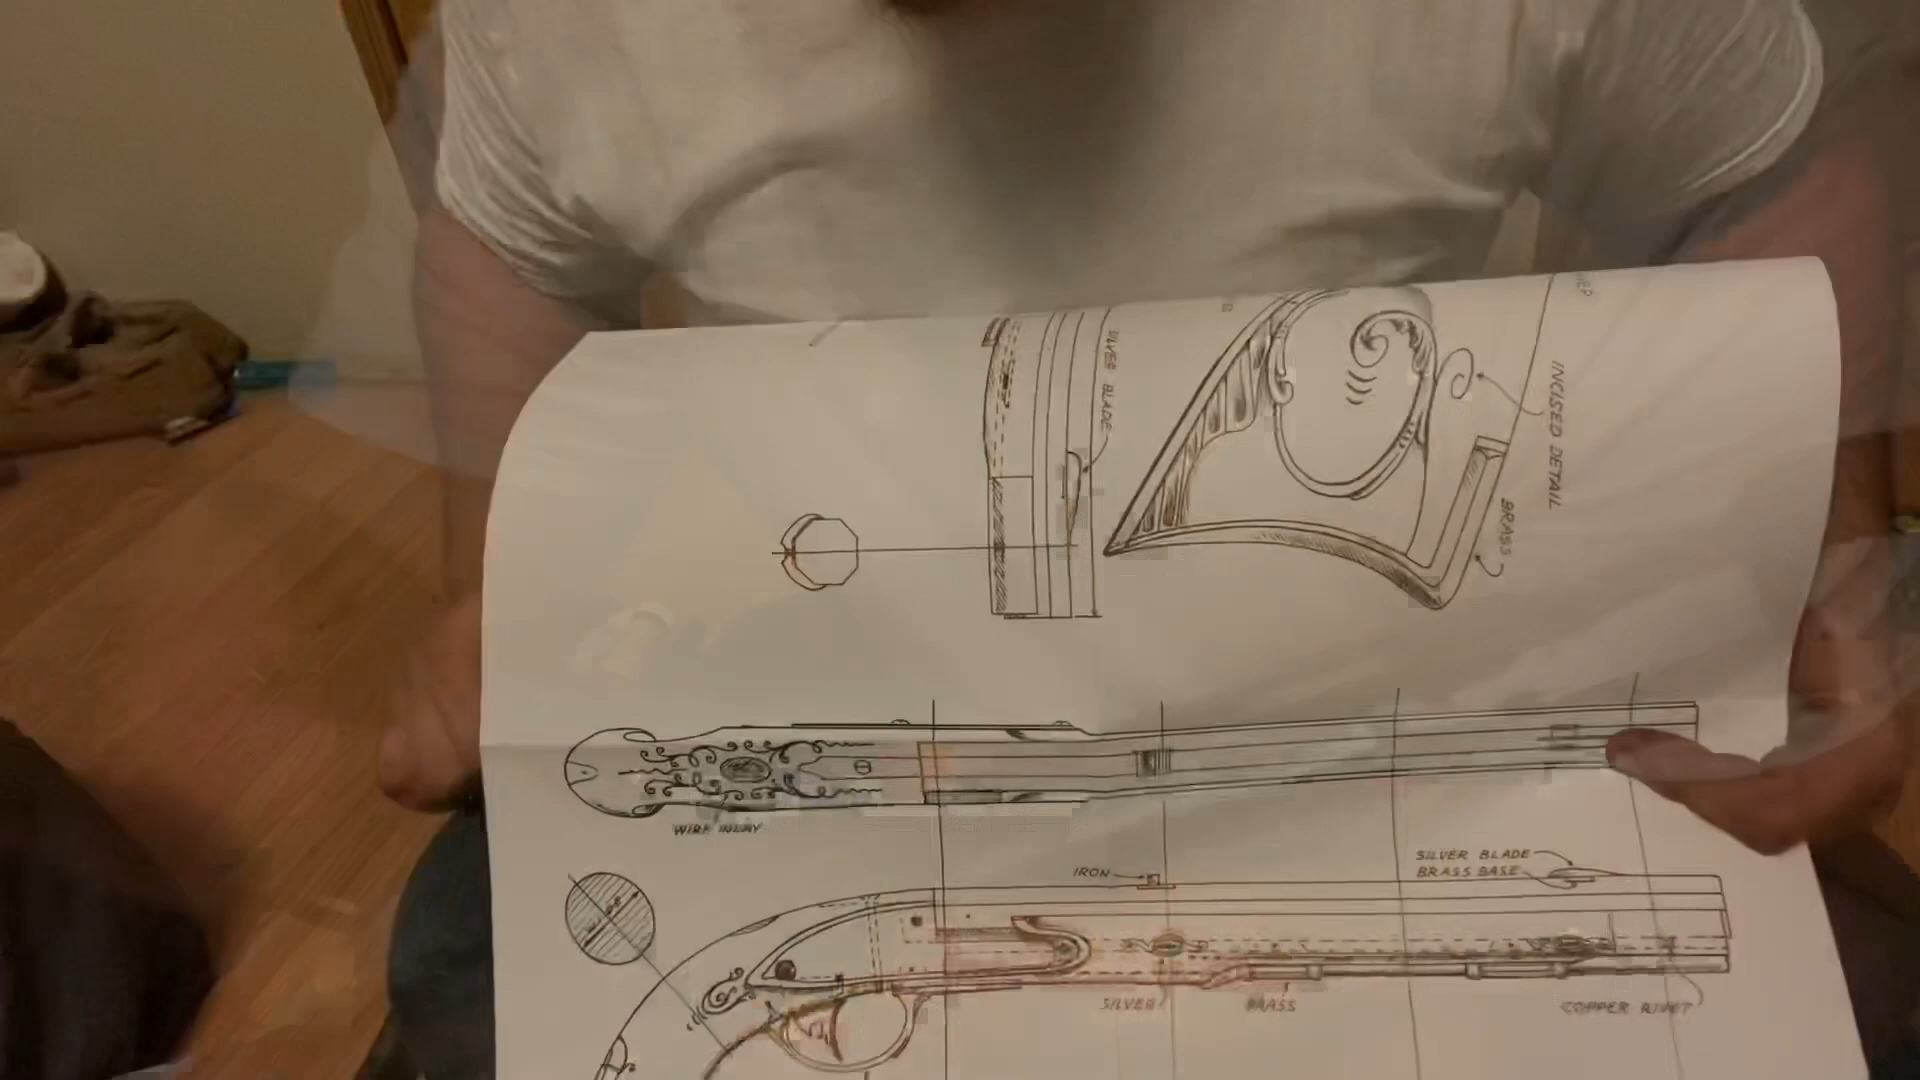 SILVER BLADE
INCISED DETAIL
BRASS
WIRE INLAY
IRON
SILVER BLADE
BRASS BASE
SILVER
BRASS
COPPER RIVET